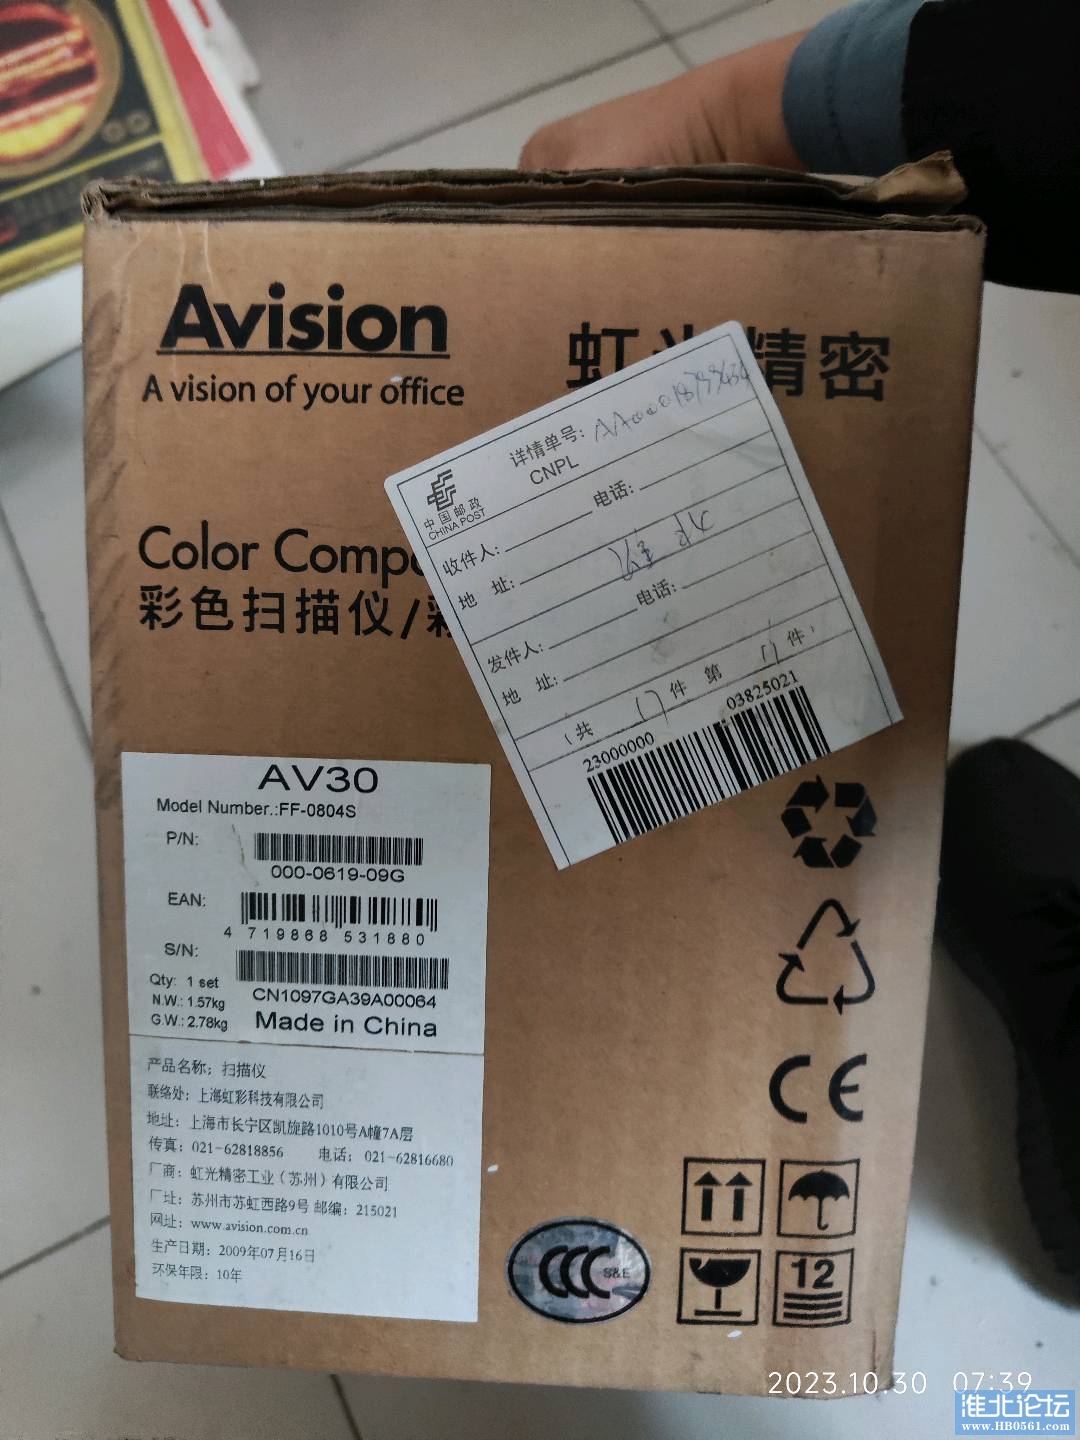 Avision
A vision of your office
虹光精密
Color Compo
彩色扫描仪/彩
中国邮政
CHINA POST
详情单号:
CNPL
收件人: 电话:
地 址:
发件人: 电话:
地 址:
(共 17 件 第 17 件)
23000000 03825021
AV30
Model Number.:FF-0804S
P/N:
000-0619-09G
EAN:
4 719868 531880
S/N:
CN1097GA39A00064
Qty: 1 set
N.W.: 1.57kg
G.W.: 2.78kg
Made in China
产品名称: 扫描仪
联络处: 上海虹彩科技有限公司
地址: 上海市长宁区凯旋路1010号A幢7A层
传真: 021-62818856 电话: 021-62816680
厂商: 虹光精密工业(苏州)有限公司
厂址: 苏州市苏虹西路9号 邮编: 215021
网址: www.avision.com.cn
生产日期: 2009年07月16日
环保年限: 10年
CE
CCC S&E
12
2023.10.30 07:39
淮北论坛
www.HB0561.com